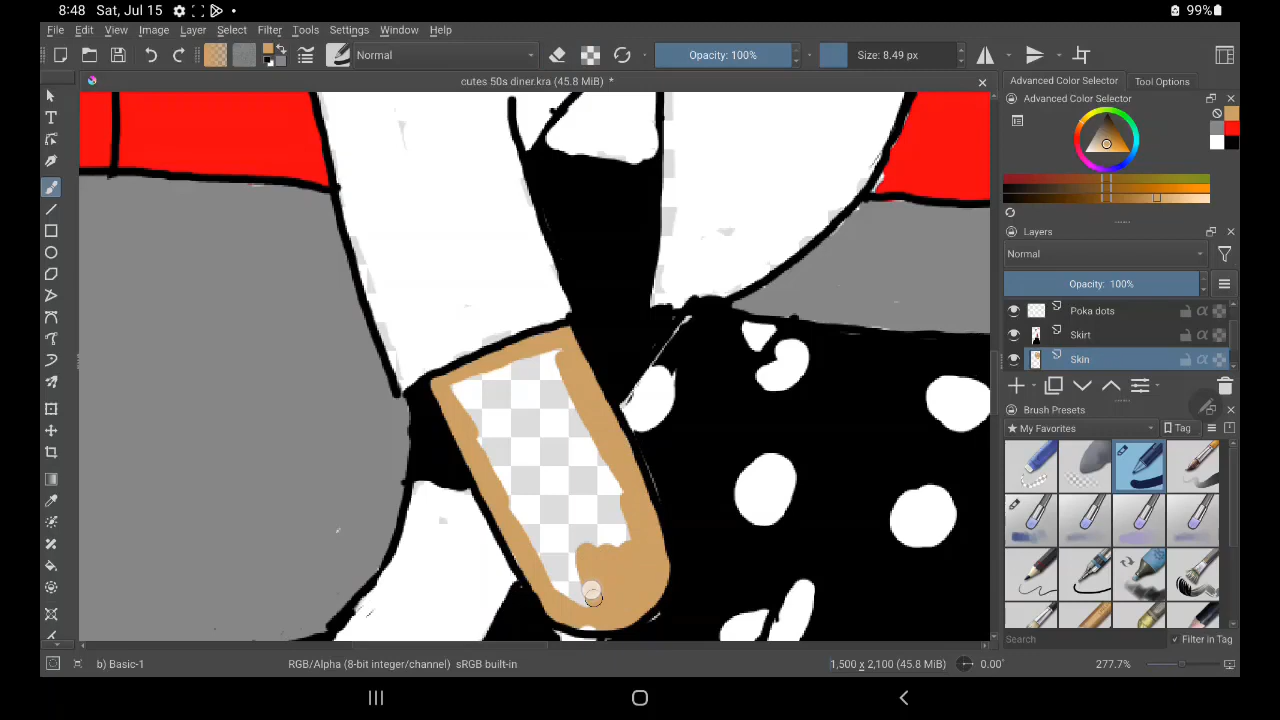 8:48 Sat, Jul 15 99%
File Edit View Image Layer Select Filter Tools Settings Window Help
Normal Opacity: 100% Size: 8.49 px
cutes 50s diner.kra (45.8 MiB) *
Advanced Color Selector Tool Options
Advanced Color Selector
Layers
Normal
Opacity: 100%
Poka dots
Skirt
Skin
Brush Presets
My Favorites Tag
Search Filter in Tag
b) Basic-1 RGB/Alpha (8-bit integer/channel) sRGB built-in 1,500 x 2,100 (45.8 MiB) 0.00° 277.7%